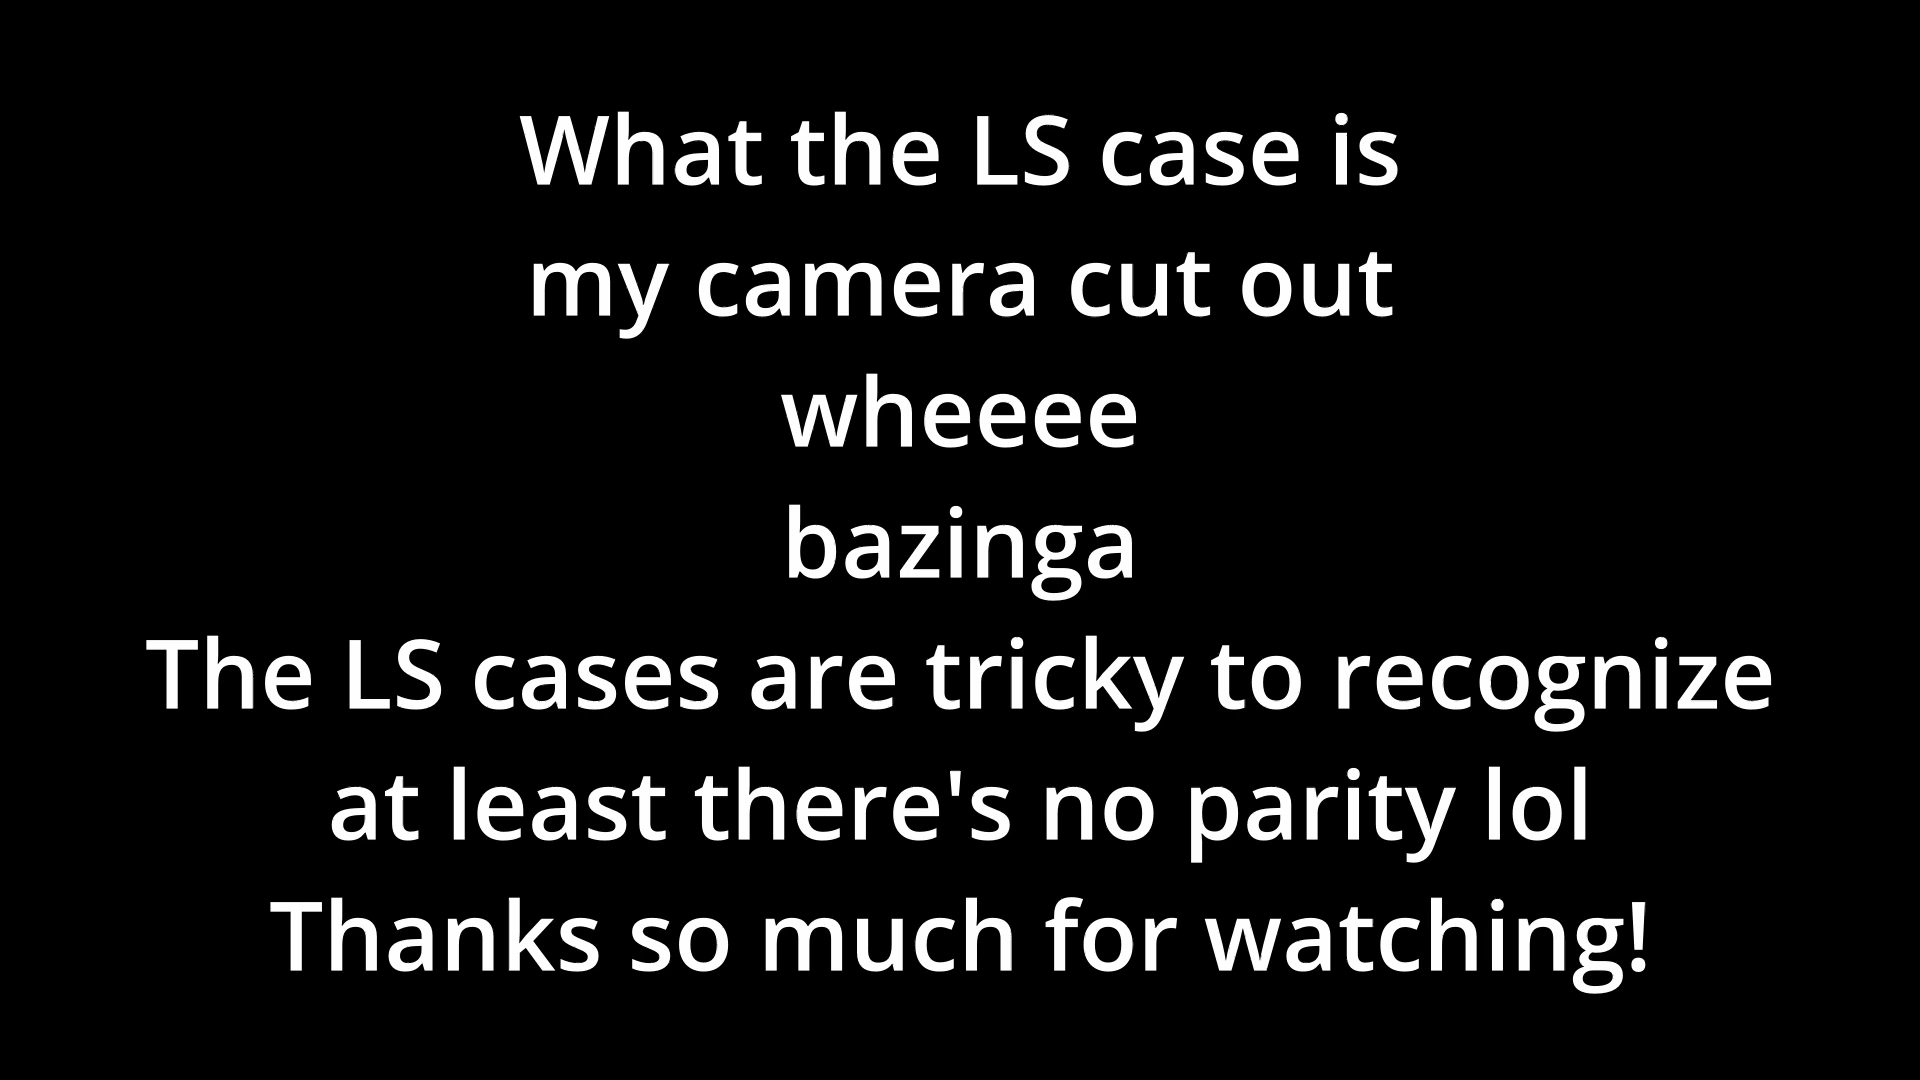 What the LS case is
my camera cut out
wheeee
bazinga
The LS cases are tricky to recognize
at least there's no parity lol
Thanks so much for watching!